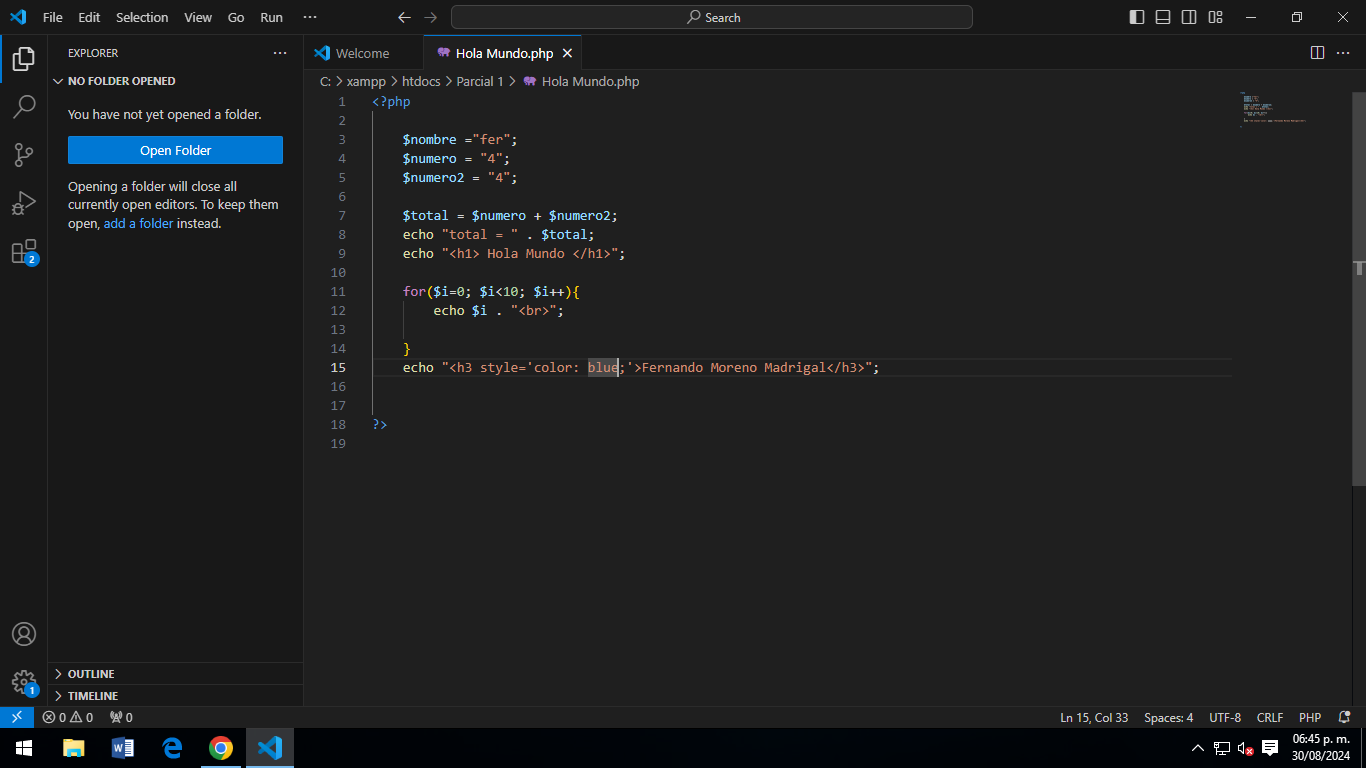 File Edit Selection View Go Run ···
Search
EXPLORER
NO FOLDER OPENED
You have not yet opened a folder.
Open Folder
Opening a folder will close all
currently open editors. To keep them
open, add a folder instead.
2
1
OUTLINE
TIMELINE
Welcome
Hola Mundo.php
C: > xampp > htdocs > Parcial 1 > Hola Mundo.php
1 <?php
2
3 $nombre ="fer";
4 $numero = "4";
5 $numero2 = "4";
6
7 $total = $numero + $numero2;
8 echo "total = " . $total;
9 echo "<h1> Hola Mundo </h1>";
10
11 for($i=0; $i<10; $i++){
12 echo $i . "<br>";
13
14 }
15 echo "<h3 style='color: blue;'>Fernando Moreno Madrigal</h3>";
16
17
18 ?>
19
0 0 0
Ln 15, Col 33 Spaces: 4 UTF-8 CRLF PHP
06:45 p. m.
30/08/2024